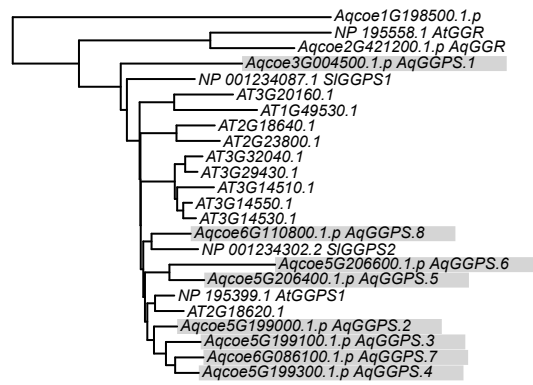 Aqcoe1G198500.1.p
NP_195558.1 AtGGR
Aqcoe2G421200.1.p AqGGR
Aqcoe3G004500.1.p AqGGPS.1
NP 001234087.1 SlGGPS1
AT3G20160.1
AT1G49530.1
AT2G18640.1
AT2G23800.1
AT3G32040.1
AT3G29430.1
AT3G14510.1
AT3G14550.1
AT3G14530.1
Aqcoe6G110800.1.p AqGGPS.8
NP 001234302.2 SlGGPS2
Aqcoe5G206600.1.p AqGGPS.6
Aqcoe5G206400.1.p AqGGPS.5
NP 195399.1 AtGGPS1
AT2G18620.1
Aqcoe5G199000.1.p AqGGPS.2
Aqcoe5G199100.1.p AqGGPS.3
Aqcoe6G086100.1.p AqGGPS.7
Aqcoe5G199300.1.p AqGGPS.4